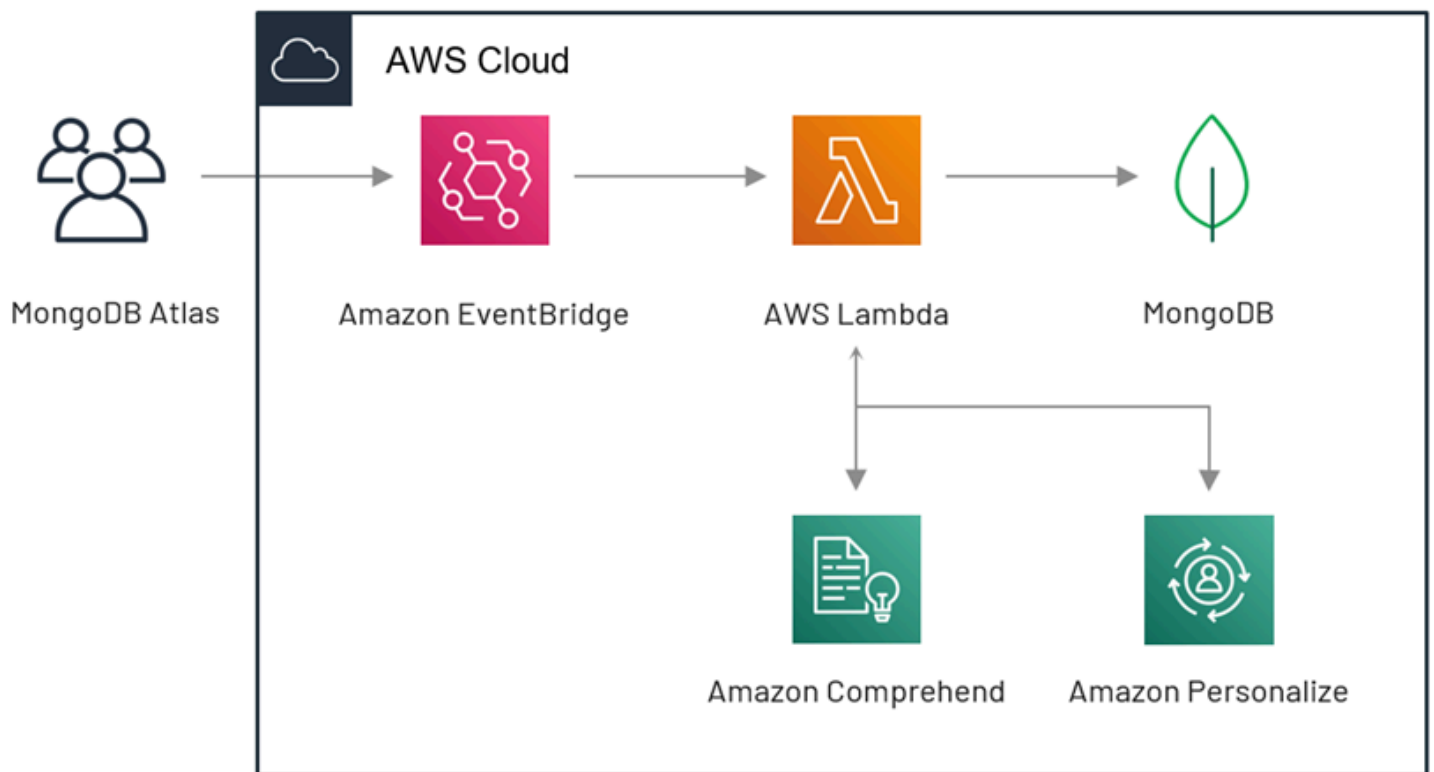 AWS Cloud
MongoDB Atlas
Amazon EventBridge
AWS Lambda
MongoDB
Amazon Comprehend
Amazon Personalize